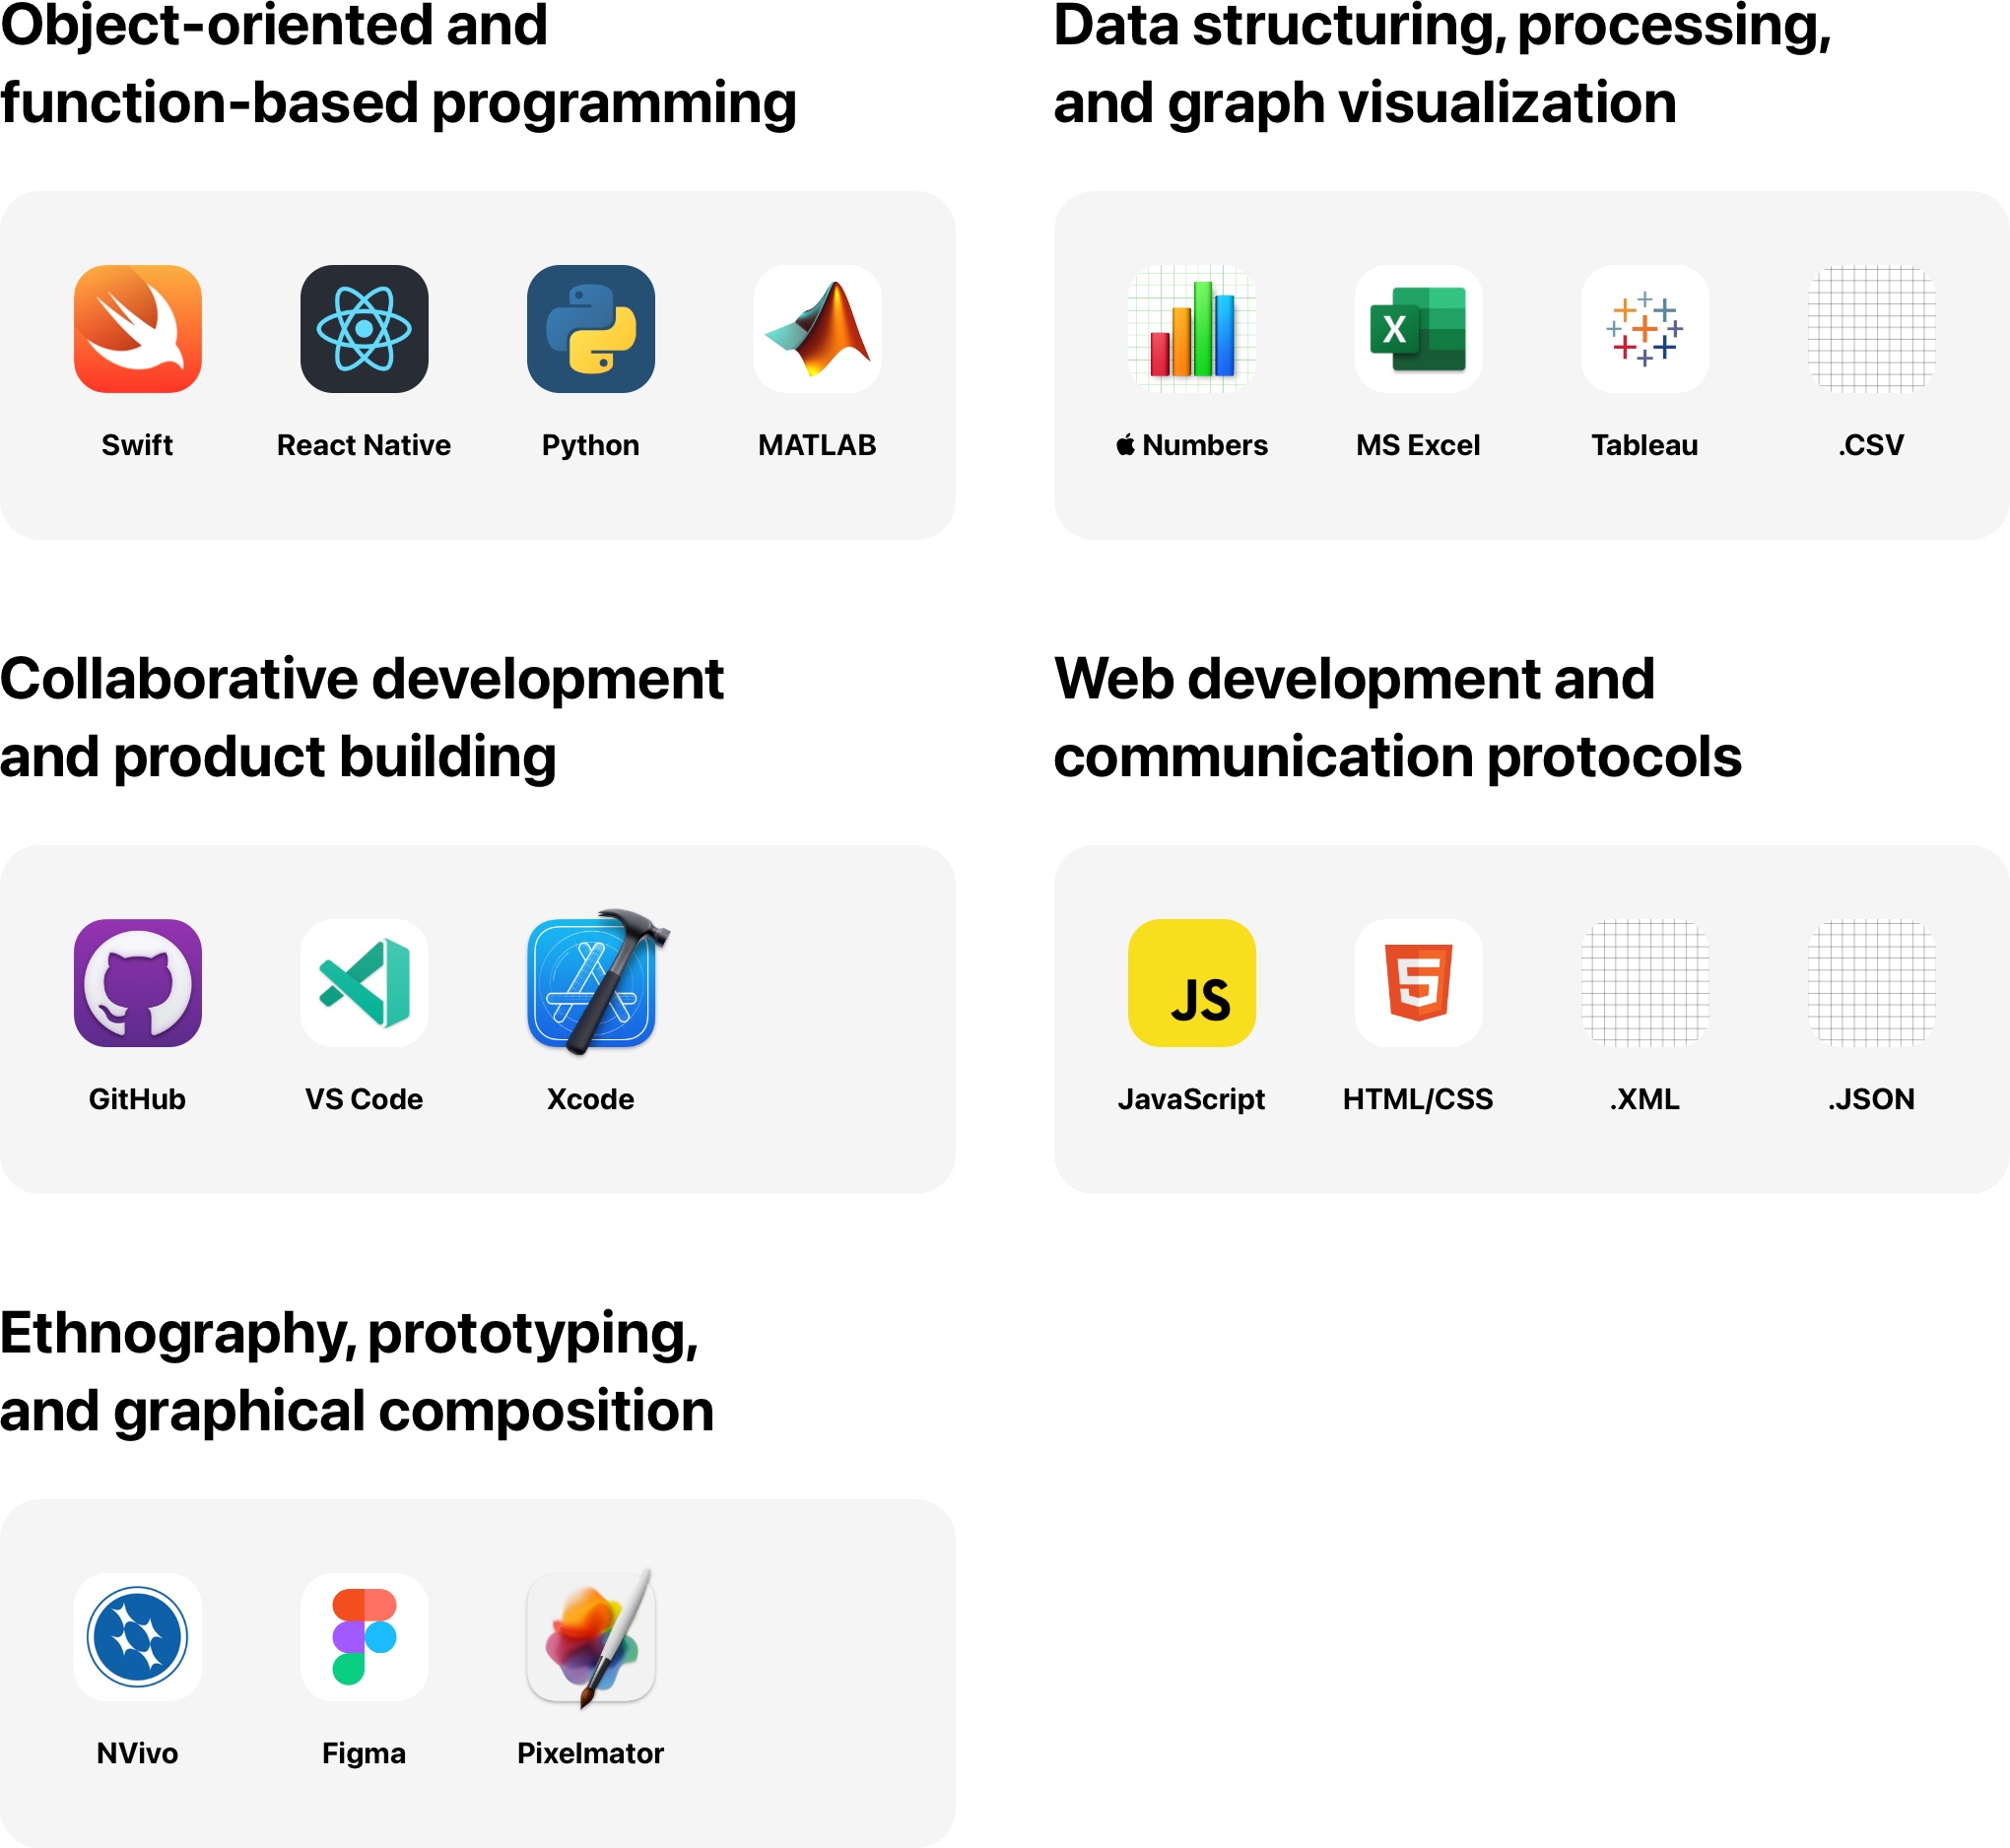 Object-oriented and
function-based programming
Swift
React Native
Python
MATLAB
Data structuring, processing,
and graph visualization
X
Numbers
MS Excel
Tableau
.CSV
Collaborative development
and product building
GitHub
VS Code
Xcode
Web development and
communication protocols
JS
5
JavaScript
HTML/CSS
.XML
.JSON
Ethnography, prototyping,
and graphical composition
NVivo
Figma
Pixelmator